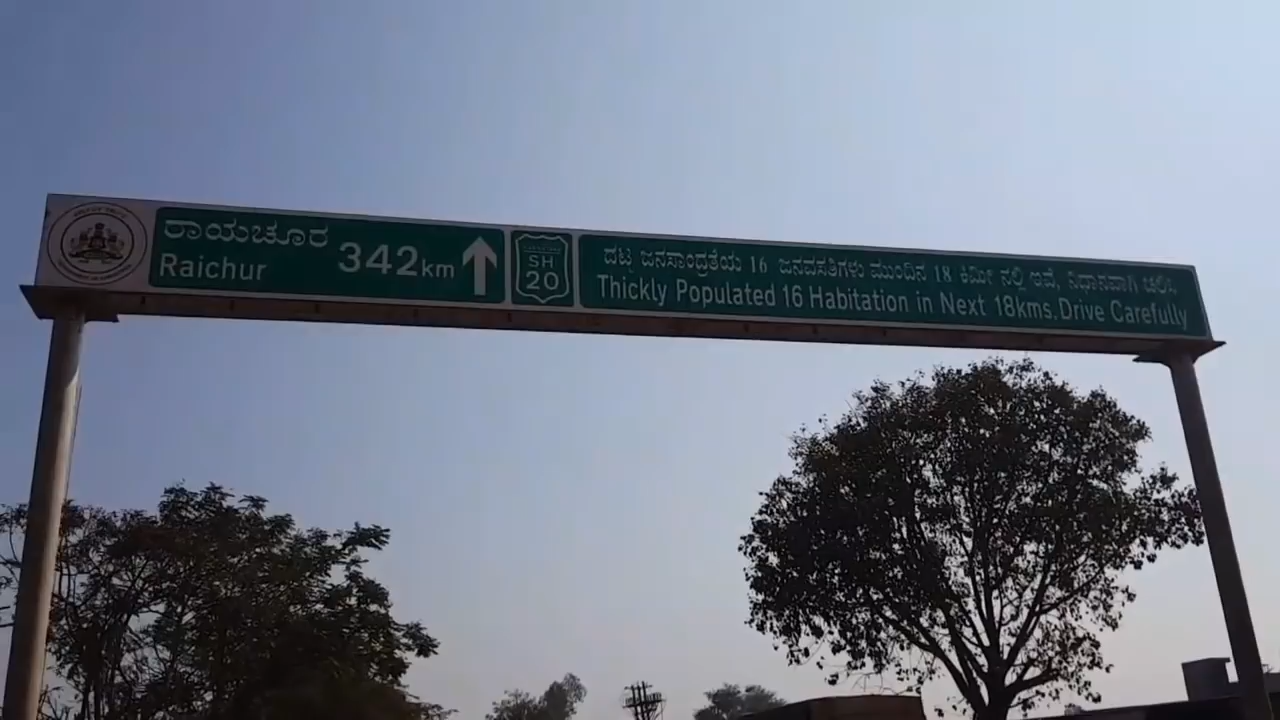 ರಾಯಚೂರ
Raichur
342km
SH
20
ದಟ್ಟ ಜನಸಾಂದ್ರತೆಯ 16 ಜನವಸತಿಗಳು ಮುಂದಿನ 18 ಕಿಮೀ ನಲ್ಲಿ ಇವೆ, ನಿಧಾನವಾಗಿ ಚಲಿಸಿ
Thickly Populated 16 Habitation in Next 18kms. Drive Carefully